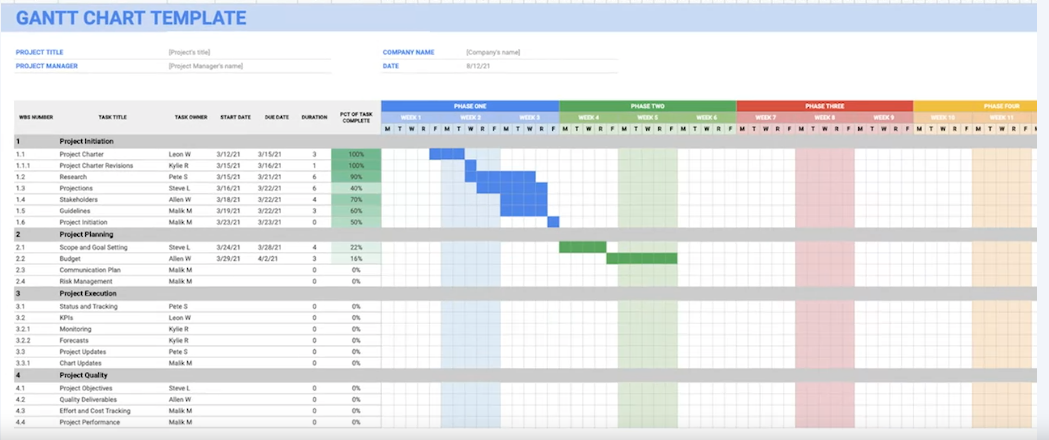 GANTT CHART TEMPLATE
PROJECT TITLE [Project's title] COMPANY NAME [Company's name]
PROJECT MANAGER [Project Manager's name] DATE 8/12/21
PHASE ONE PHASE TWO PHASE THREE PHASE FOUR
WBS NUMBER TASK TITLE TASK OWNER START DATE DUE DATE DURATION PCT OF TASK COMPLETE WEEK 1 WEEK 2 WEEK 3 WEEK 4 WEEK 5 WEEK 6 WEEK 7 WEEK 8 WEEK 9 WEEK 10 WEEK 11
M T W R F M T W R F M T W R F M T W R F M T W R F M T W R F M T W R F M T W R F M T W R F M T W R F M T W R F
1 Project Initiation
1.1 Project Charter Leon W 3/12/21 3/15/21 3 100%
1.1.1 Project Charter Revisions Kylie R 3/15/21 3/16/21 1 100%
1.2 Research Pete S 3/15/21 3/21/21 6 90%
1.3 Projections Steve L 3/16/21 3/22/21 6 40%
1.4 Stakeholders Allen W 3/18/21 3/22/21 4 70%
1.5 Guidelines Malik M 3/19/21 3/22/21 3 60%
1.6 Project Initiation Malik M 3/23/21 3/23/21 0 50%
2 Project Planning
2.1 Scope and Goal Setting Steve L 3/24/21 3/28/21 4 22%
2.2 Budget Allen W 3/29/21 4/2/21 3 16%
2.3 Communication Plan Malik M 0 0%
2.4 Risk Management Malik M 0 0%
3 Project Execution
3.1 Status and Tracking Pete S 0 0%
3.2 KPIs Leon W 0 0%
3.2.1 Monitoring Kylie R 0 0%
3.2.2 Forecasts Kylie R 0 0%
3.3 Project Updates Pete S 0 0%
3.3.1 Chart Updates Malik M 0 0%
4 Project Quality
4.1 Project Objectives Steve L 0 0%
4.2 Quality Deliverables Allen W 0 0%
4.3 Effort and Cost Tracking Malik M 0 0%
4.4 Project Performance Malik M 0 0%